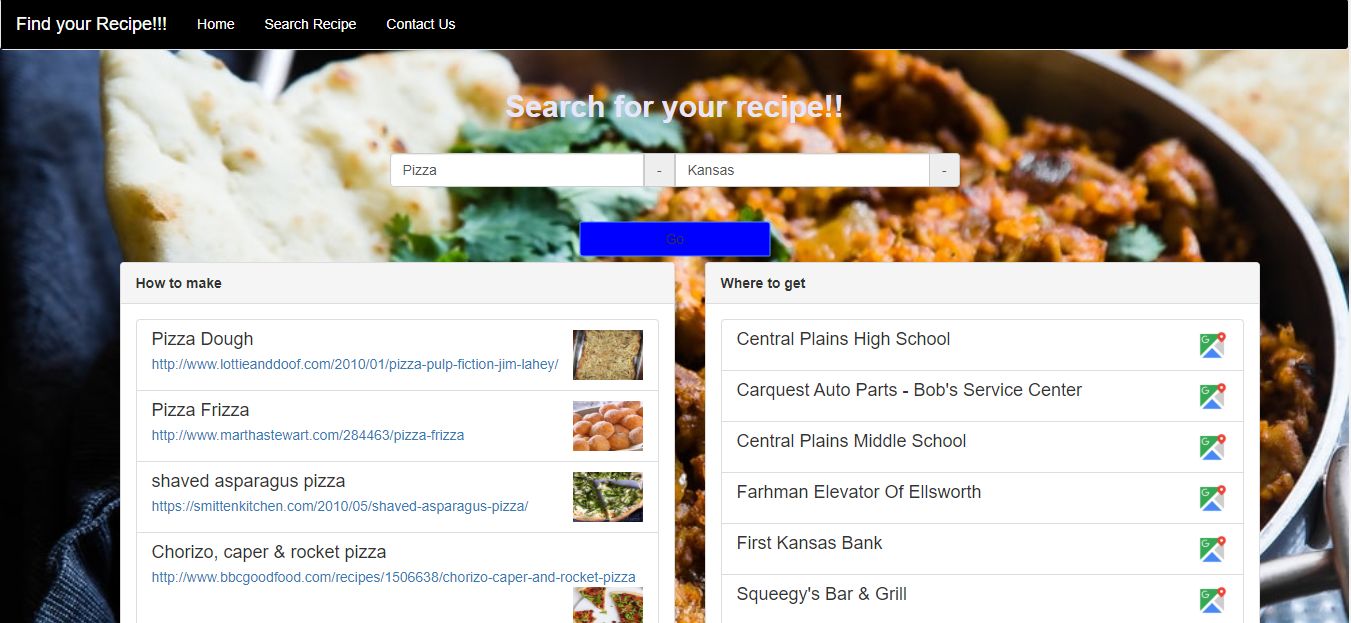 Find your Recipe!!! Home Search Recipe Contact Us
Search for your recipe!!
Pizza - Kansas -
Go
How to make
Pizza Dough
http://www.lottieanddoof.com/2010/01/pizza-pulp-fiction-jim-lahey/
Pizza Frizza
http://www.marthastewart.com/284463/pizza-frizza
shaved asparagus pizza
https://smittenkitchen.com/2010/05/shaved-asparagus-pizza/
Chorizo, caper & rocket pizza
http://www.bbcgoodfood.com/recipes/1506638/chorizo-caper-and-rocket-pizza
Where to get
Central Plains High School
Carquest Auto Parts - Bob's Service Center
Central Plains Middle School
Farhman Elevator Of Ellsworth
First Kansas Bank
Squeegy's Bar & Grill